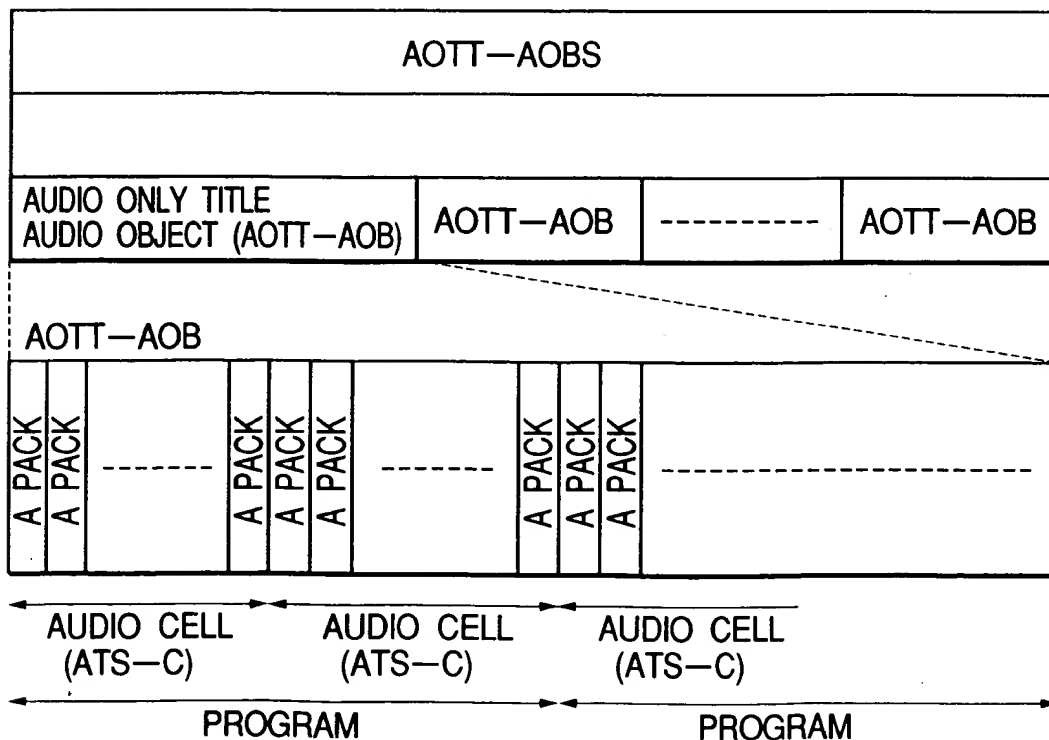 AOTT—AOBS
AUDIO ONLY TITLE
AUDIO OBJECT (AOTT—AOB)
AOTT—AOB
AOTT—AOB
AOTT—AOB
A PACK
A PACK
A PACK
A PACK
A PACK
A PACK
A PACK
A PACK
AUDIO CELL
(ATS—C)
AUDIO CELL
(ATS—C)
AUDIO CELL
(ATS—C)
PROGRAM
PROGRAM